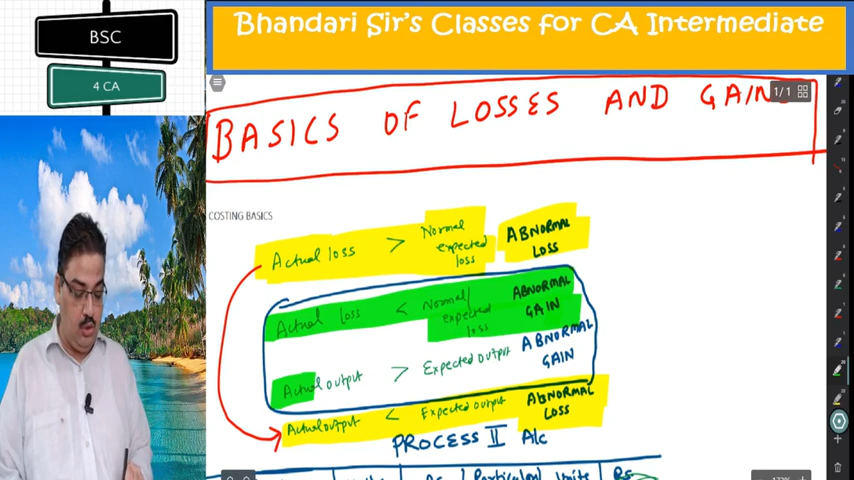 BSC
4 CA
Bhandari Sir's Classes for CA Intermediate
1/1
BASICS OF LOSSES AND GAIN
COSTING BASICS
Actual loss > Normal expected loss ABNORMAL LOSS
Actual loss < Normal/expected loss ABNORMAL GAIN
Actual output > Expected output ABNORMAL GAIN
Actual output < Expected output ABNORMAL LOSS
PROCESS II A/c
Particulars Units Rs